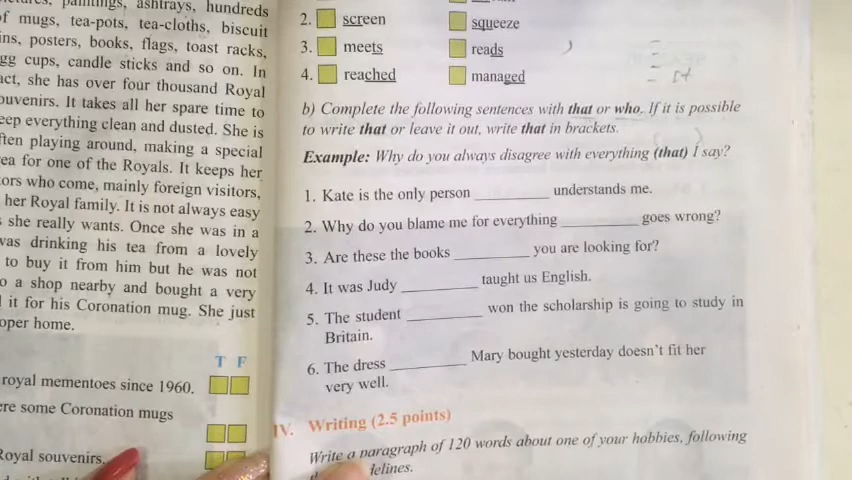 paintings, ashtrays, hundreds
of mugs, tea-pots, tea-cloths, biscuit
ins, posters, books, flags, toast racks,
gg cups, candle sticks and so on. In
act, she has over four thousand Royal
ouvenirs. It takes all her spare time to
eep everything clean and dusted. She is
ften playing around, making a special
ea for one of the Royals. It keeps her
ors who come, mainly foreign visitors,
her Royal family. It is not always easy
she really wants. Once she was in a
was drinking his tea from a lovely
to buy it from him but he was not
o a shop nearby and bought a very
it for his Coronation mug. She just
oper home.
T F
royal mementoes since 1960.
ere some Coronation mugs
Royal souvenirs.
2. screen squeeze
3. meets reads
4. reached managed
b) Complete the following sentences with that or who. If it is possible
to write that or leave it out, write that in brackets.
Example: Why do you always disagree with everything (that) I say?
1. Kate is the only person ________ understands me.
2. Why do you blame me for everything ________ goes wrong?
3. Are these the books ________ you are looking for?
4. It was Judy ________ taught us English.
5. The student ________ won the scholarship is going to study in
Britain.
6. The dress ________ Mary bought yesterday doesn't fit her
very well.
IV. Writing (2.5 points)
Write a paragraph of 120 words about one of your hobbies, following
delines.